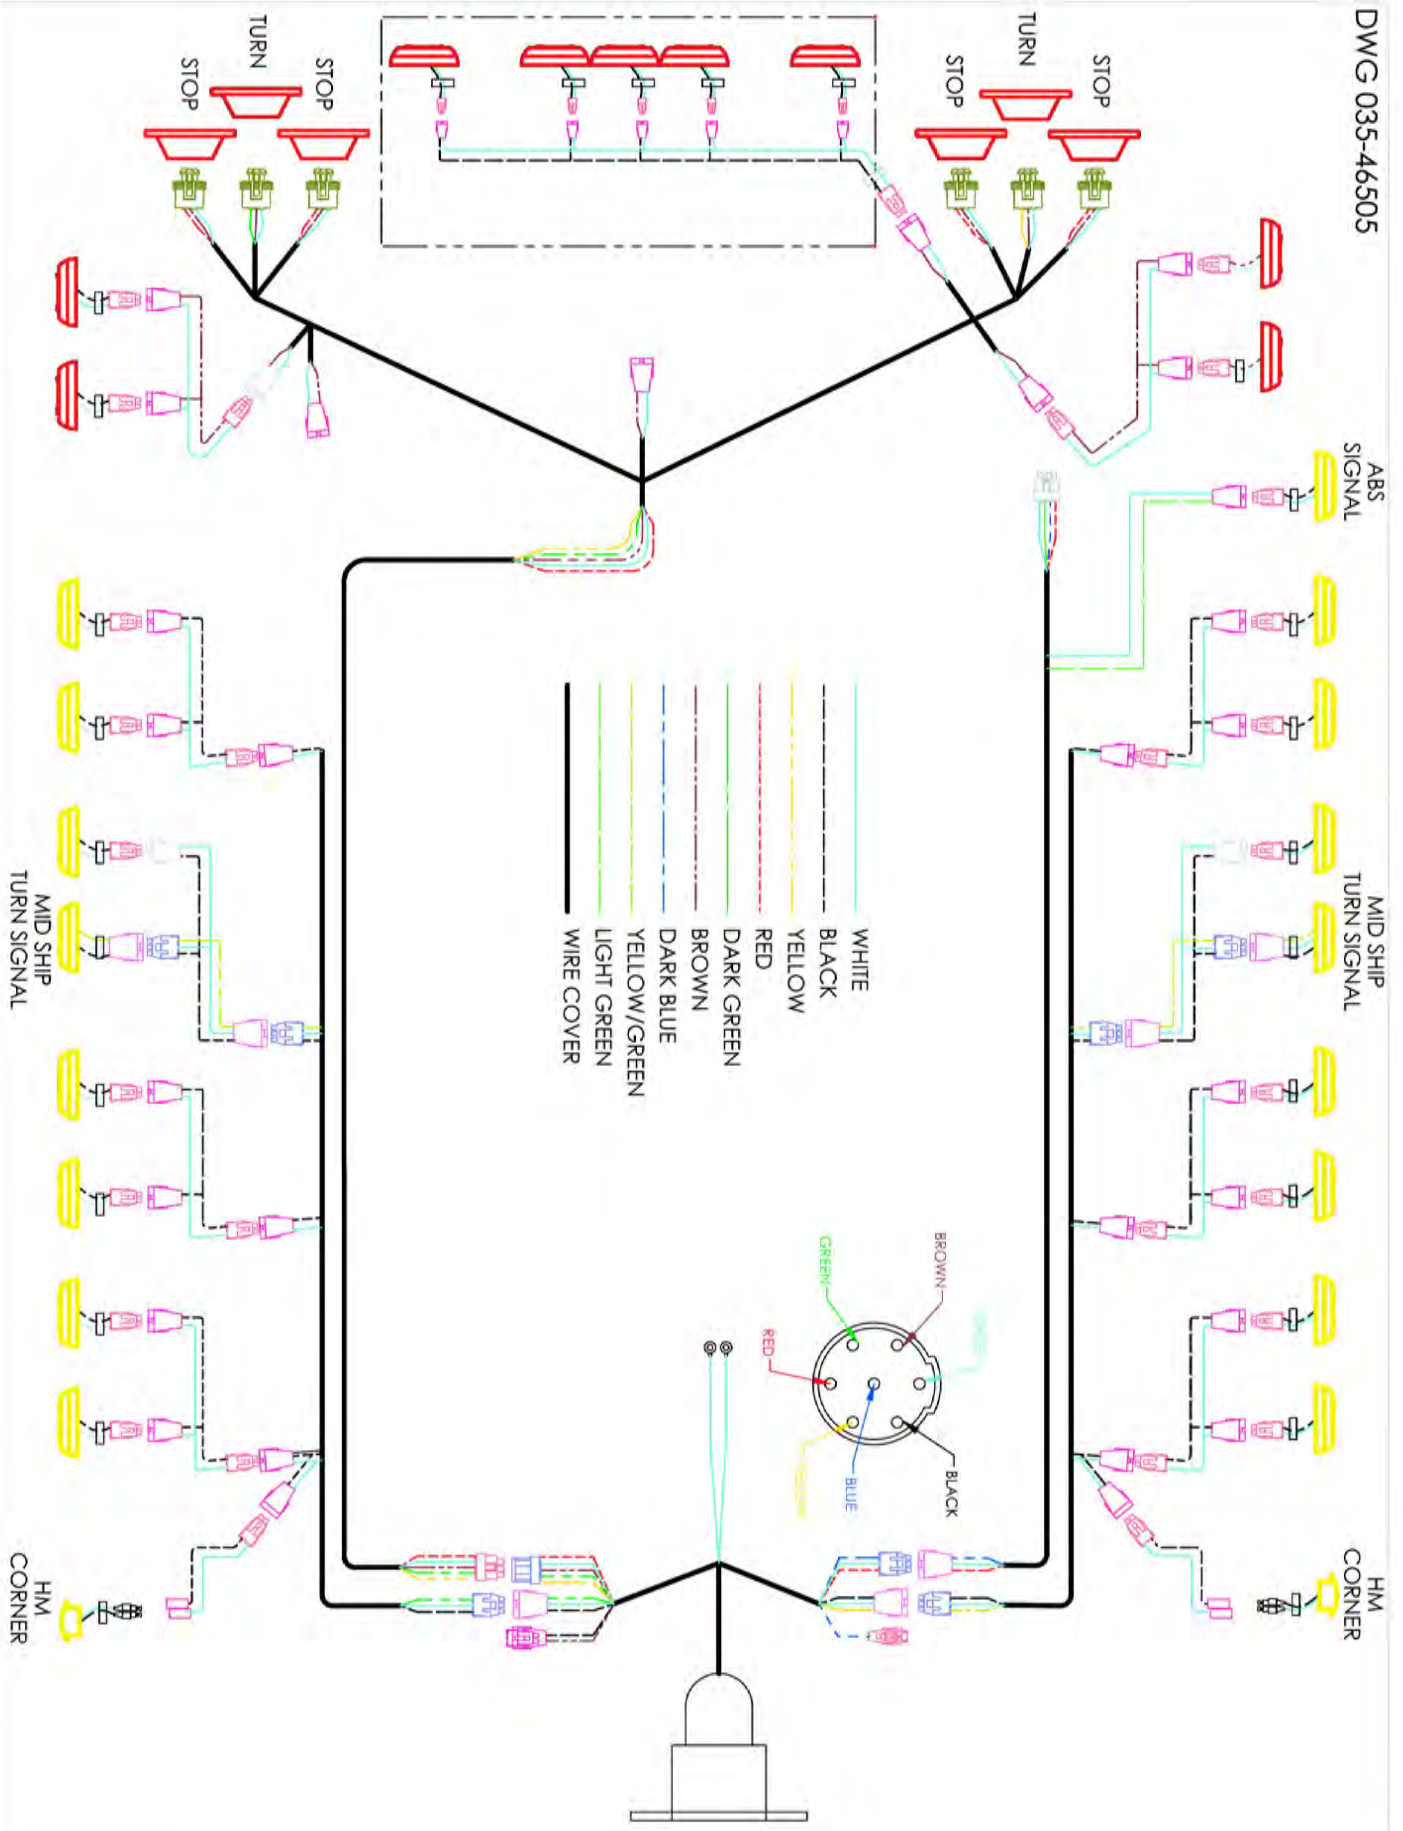 DWG 035-46505
STOP
TURN
STOP
STOP
TURN
STOP
ABS
SIGNAL
MID SHIP
TURN SIGNAL
HM
CORNER
WHITE
BLACK
YELLOW
RED
DARK GREEN
BROWN
DARK BLUE
YELLOW/GREEN
LIGHT GREEN
WIRE COVER
BROWN
GREEN
RED
BLACK
BLUE
MID SHIP
TURN SIGNAL
HM
CORNER